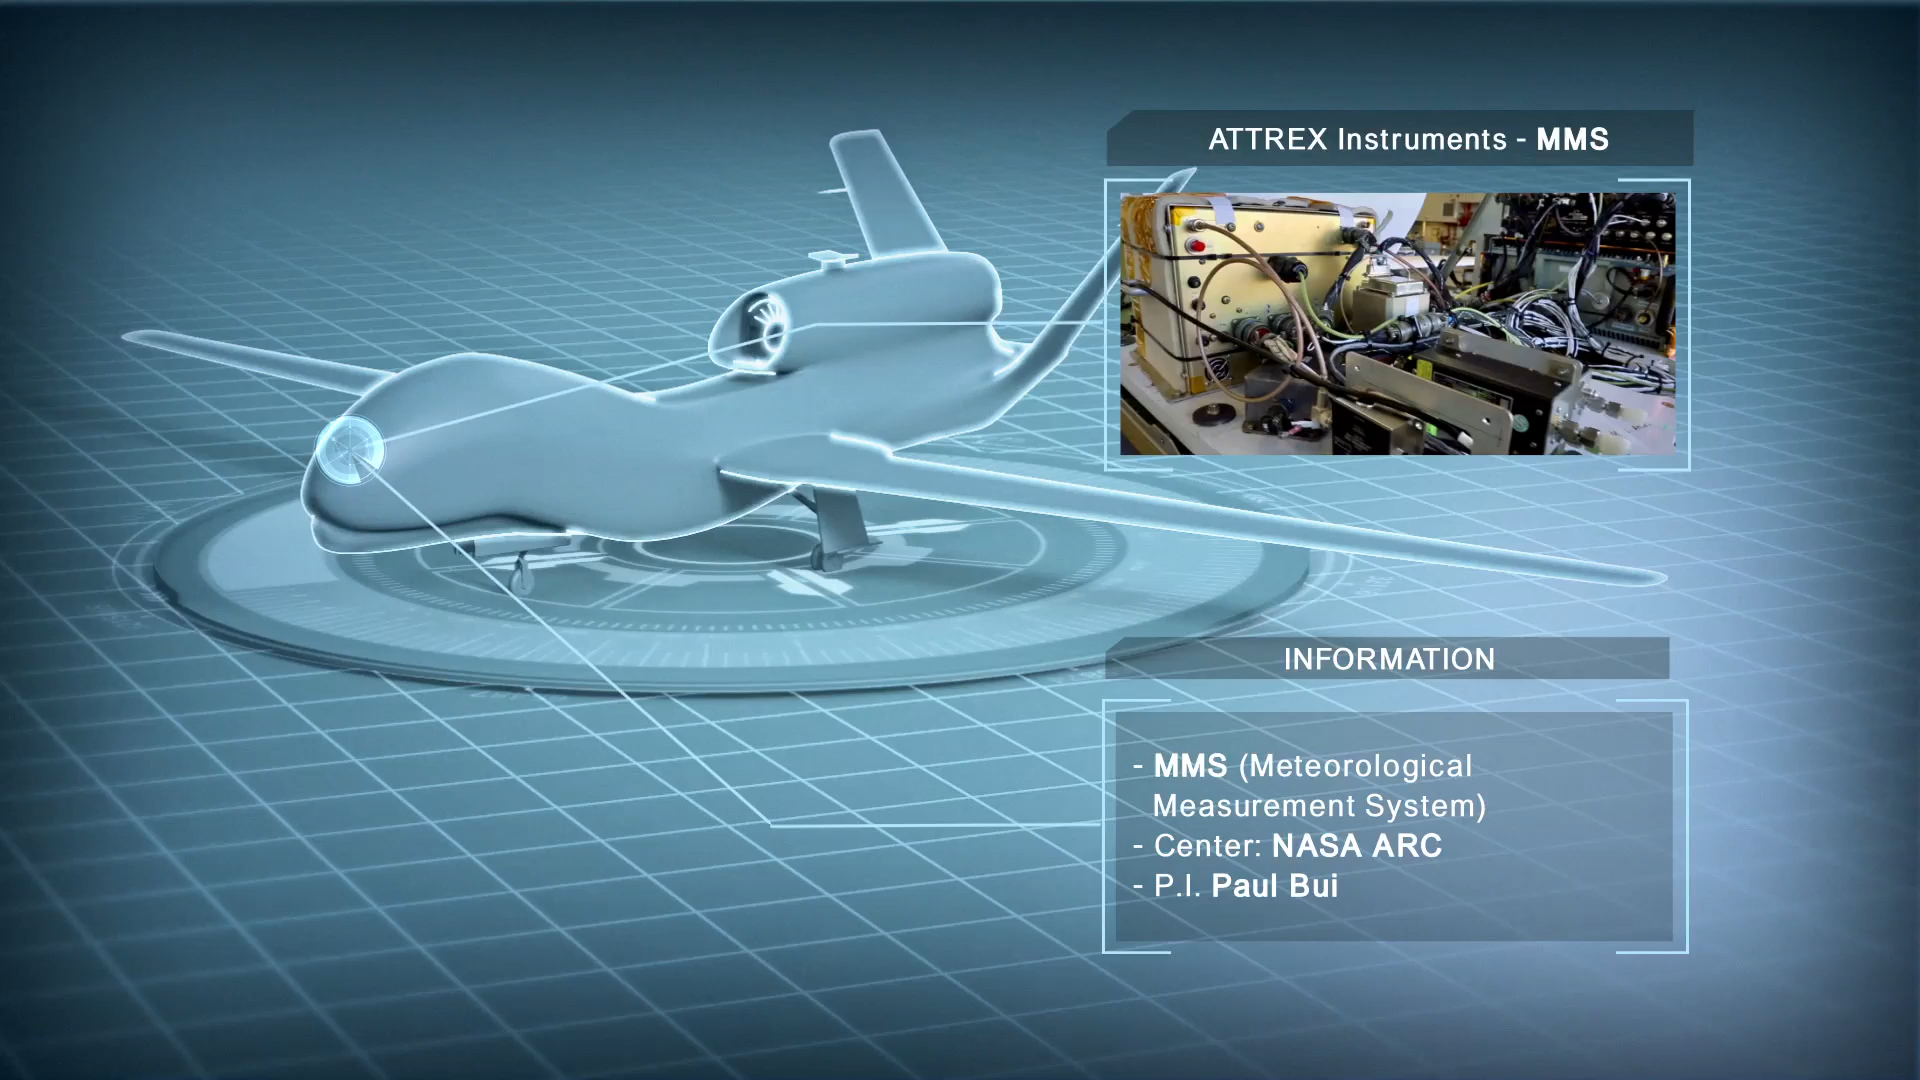 ATTREX Instruments - MMS
INFORMATION
- MMS (Meteorological
Measurement System)
- Center: NASA ARC
- P.I. Paul Bui